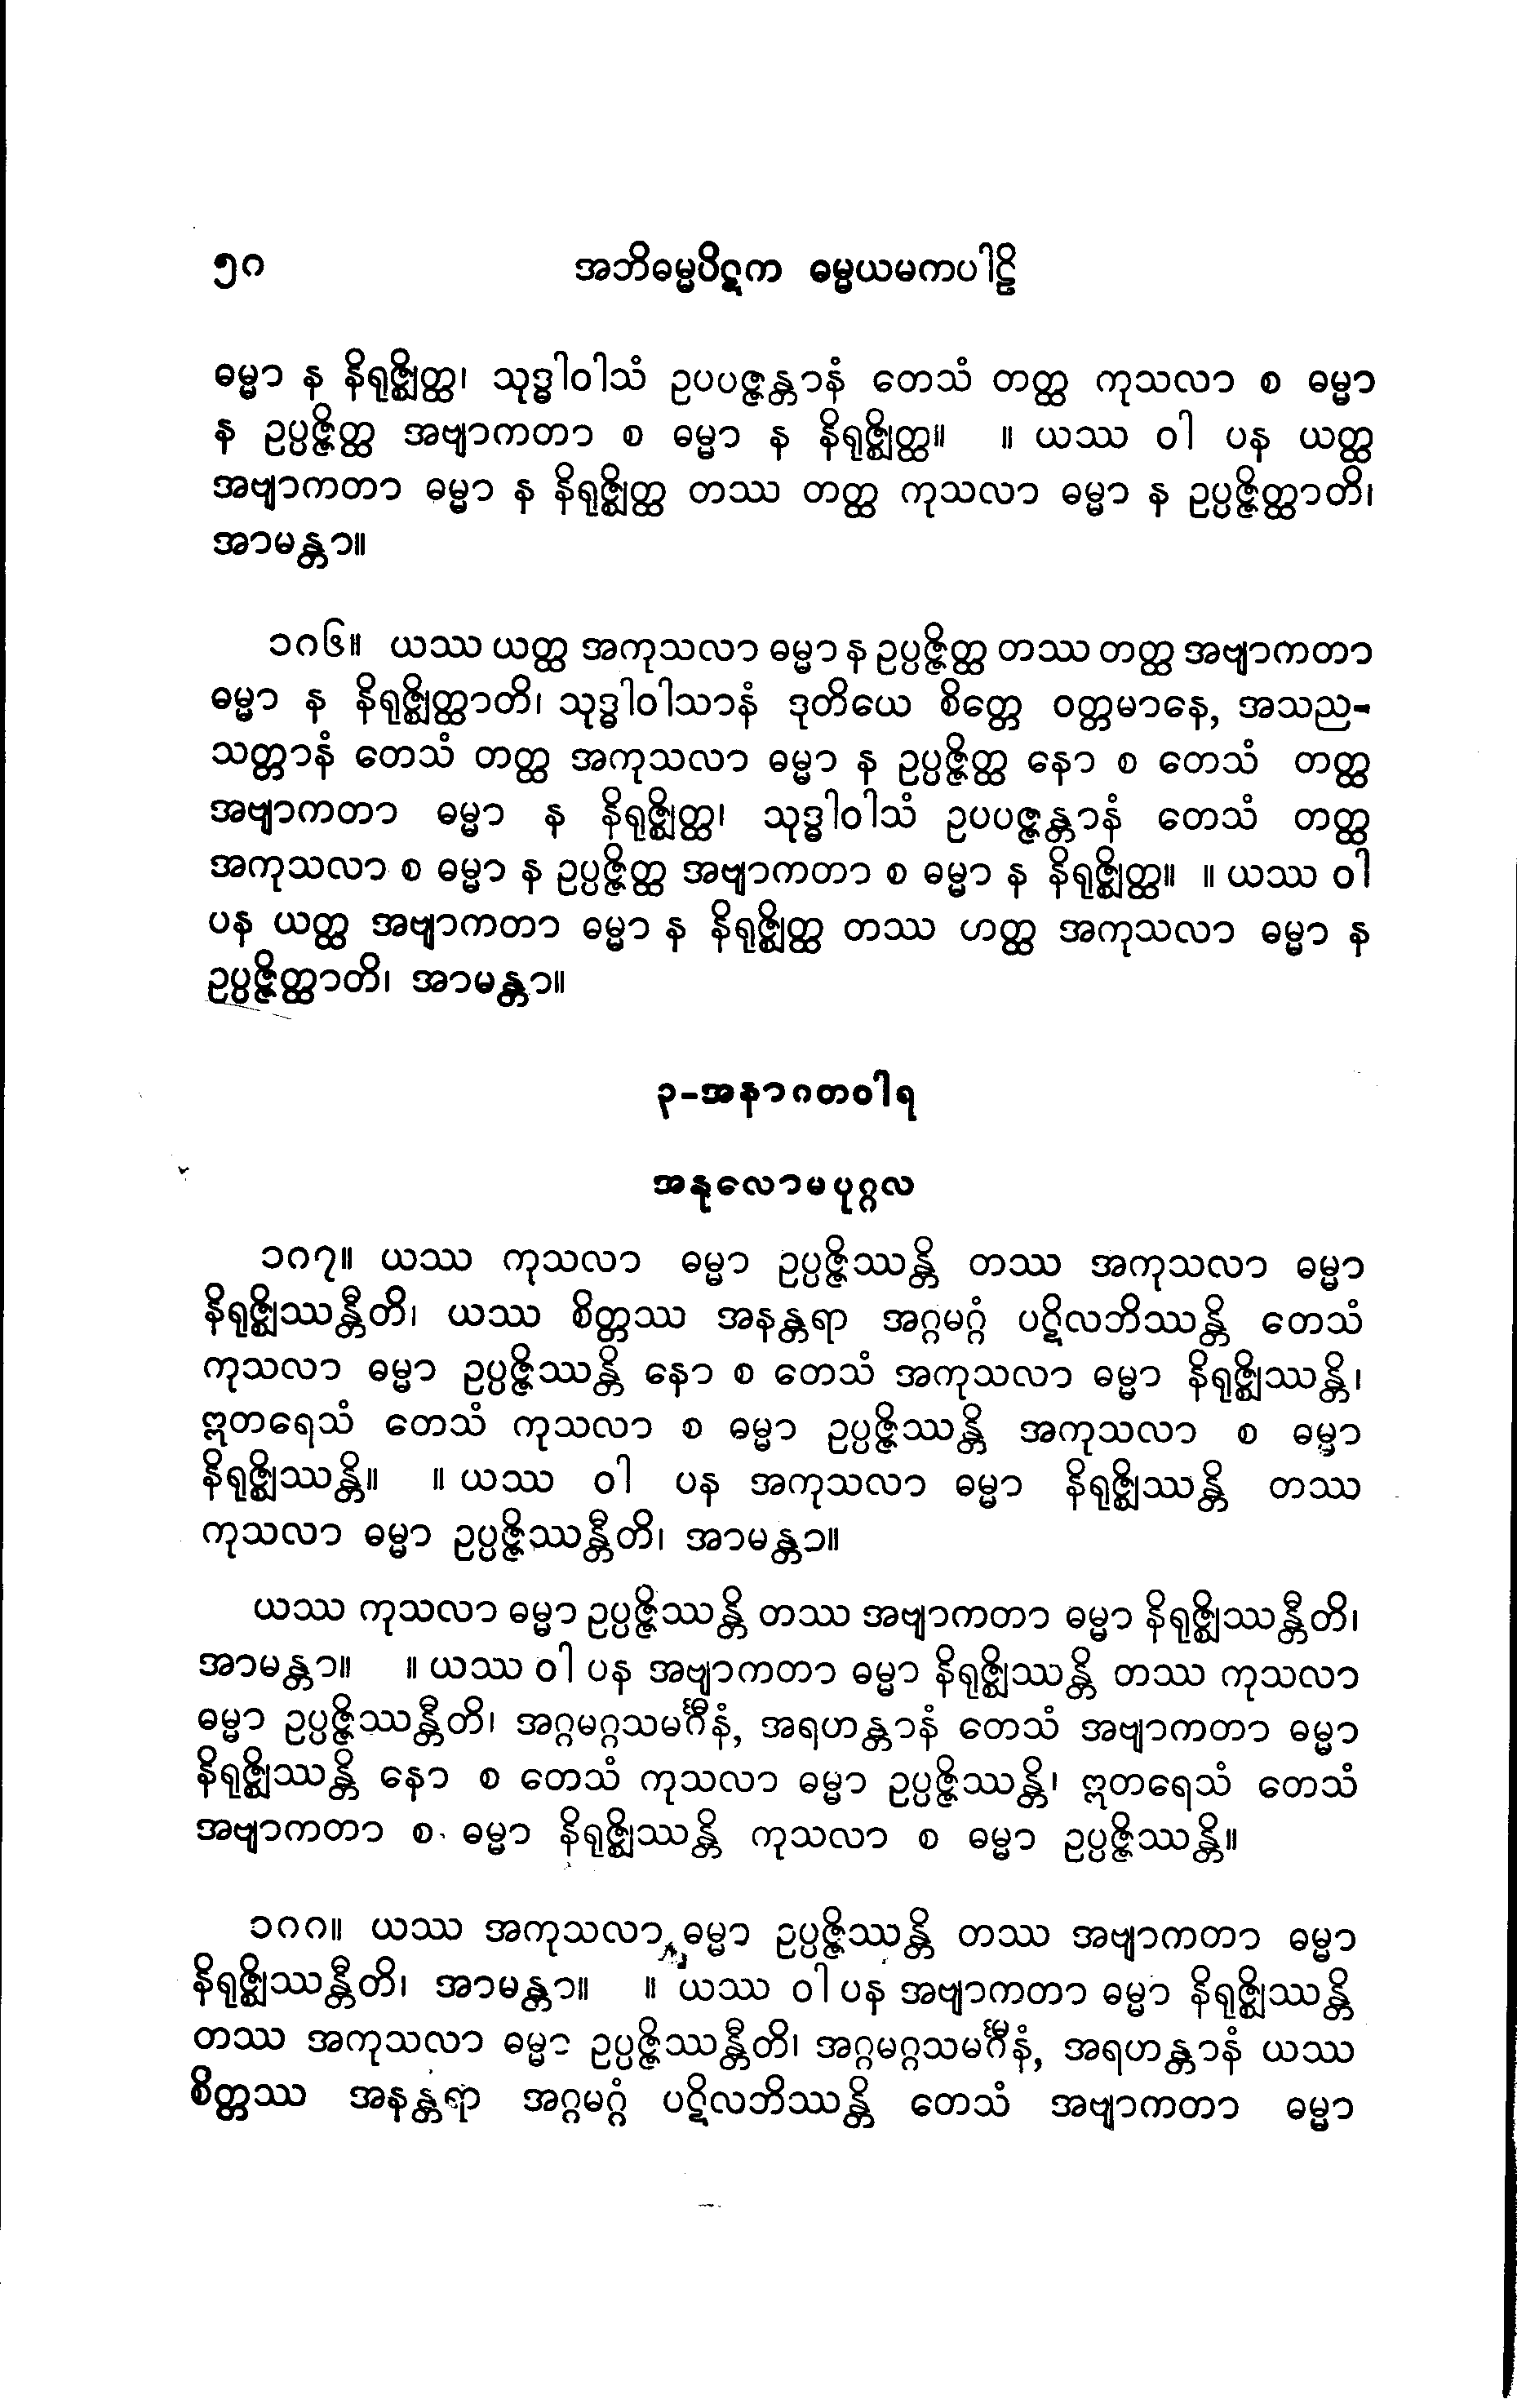 ၅၈ အဘိဓမ္မပိဋက ဓမ္မယမကပါဠိ
ဓမ္မာ န နိရုဇ္ဈိတ္ထ၊ သုဒ္ဓါဝါသံ ဥပပဇ္ဇန္တာနံ တေသံ တတ္ထ ကုသလာ စ ဓမ္မာ
န ဥပ္ပဇ္ဇိတ္ထ အဗျာကတာ စ ဓမ္မာ န နိရုဇ္ဈိတ္ထ။ ။ ယဿ ဝါ ပန ယတ္ထ
အဗျာကတာ ဓမ္မာ န နိရုဇ္ဈိတ္ထ တဿ တတ္ထ ကုသလာ ဓမ္မာ န ဥပ္ပဇ္ဇိတ္ထာတိ၊
အာမန္တာ။
၁၀၆။ ယဿ ယတ္ထ အကုသလာ ဓမ္မာ န ဥပ္ပဇ္ဇိတ္ထ တဿ တတ္ထ အဗျာကတာ
ဓမ္မာ န နိရုဇ္ဈိတ္ထာတိ၊ သုဒ္ဓါဝါသာနံ ဒုတိယေ စိတ္တေ ဝတ္တမာနေ, အသည-
သတ္တာနံ တေသံ တတ္ထ အကုသလာ ဓမ္မာ န ဥပ္ပဇ္ဇိတ္ထ နော စ တေသံ တတ္ထ
အဗျာကတာ ဓမ္မာ န နိရုဇ္ဈိတ္ထ၊ သုဒ္ဓါဝါသံ ဥပပဇ္ဇန္တာနံ တေသံ တတ္ထ
အကုသလာ စ ဓမ္မာ န ဥပ္ပဇ္ဇိတ္ထ အဗျာကတာ စ ဓမ္မာ န နိရုဇ္ဈိတ္ထ။ ။ ယဿ ဝါ
ပန ယတ္ထ အဗျာကတာ ဓမ္မာ န နိရုဇ္ဈိတ္ထ တဿ ဟတ္ထ အကုသလာ ဓမ္မာ န
ဥပ္ပဇ္ဇိတ္ထာတိ၊ အာမန္တာ။
၃-အနာဂတဝါရ
အနုလောမပုဂ္ဂလ
၁၀၇။ ယဿ ကုသလာ ဓမ္မာ ဥပ္ပဇ္ဇိဿန္တိ တဿ အကုသလာ ဓမ္မာ
နိရုဇ္ဈိဿန္တီတိ၊ ယဿ စိတ္တဿ အနန္တရာ အဂ္ဂမဂ္ဂံ ပဋိလဘိဿန္တိ တေသံ
ကုသလာ ဓမ္မာ ဥပ္ပဇ္ဇိဿန္တိ နော စ တေသံ အကုသလာ ဓမ္မာ နိရုဇ္ဈိဿန္တိ၊
ဣတရေသံ တေသံ ကုသလာ စ ဓမ္မာ ဥပ္ပဇ္ဇိဿန္တိ အကုသလာ စ ဓမ္မာ
နိရုဇ္ဈိဿန္တိ။ ။ ယဿ ဝါ ပန အကုသလာ ဓမ္မာ နိရုဇ္ဈိဿန္တိ တဿ
ကုသလာ ဓမ္မာ ဥပ္ပဇ္ဇိဿန္တီတိ၊ အာမန္တာ။
ယဿ ကုသလာ ဓမ္မာ ဥပ္ပဇ္ဇိဿန္တိ တဿ အဗျာကတာ ဓမ္မာ နိရုဇ္ဈိဿန္တီတိ၊
အာမန္တာ။ ။ ယဿ ဝါ ပန အဗျာကတာ ဓမ္မာ နိရုဇ္ဈိဿန္တိ တဿ ကုသလာ
ဓမ္မာ ဥပ္ပဇ္ဇိဿန္တီတိ၊ အဂ္ဂမဂ္ဂသမင်္ဂီနံ, အရဟန္တာနံ တေသံ အဗျာကတာ ဓမ္မာ
နိရုဇ္ဈိဿန္တိ နော စ တေသံ ကုသလာ ဓမ္မာ ဥပ္ပဇ္ဇိဿန္တိ၊ ဣတရေသံ တေသံ
အဗျာကတာ စ ဓမ္မာ နိရုဇ္ဈိဿန္တိ ကုသလာ စ ဓမ္မာ ဥပ္ပဇ္ဇိဿန္တိ။
၁၀၈။ ယဿ အကုသလာ ဓမ္မာ ဥပ္ပဇ္ဇိဿန္တိ တဿ အဗျာကတာ ဓမ္မာ
နိရုဇ္ဈိဿန္တီတိ၊ အာမန္တာ။ ။ ယဿ ဝါ ပန အဗျာကတာ ဓမ္မာ နိရုဇ္ဈိဿန္တိ
တဿ အကုသလာ ဓမ္မာ ဥပ္ပဇ္ဇိဿန္တီတိ၊ အဂ္ဂမဂ္ဂသမင်္ဂီနံ, အရဟန္တာနံ ယဿ
စိတ္တဿ အနန္တရာ အဂ္ဂမဂ္ဂံ ပဋိလဘိဿန္တိ တေသံ အဗျာကတာ ဓမ္မာ